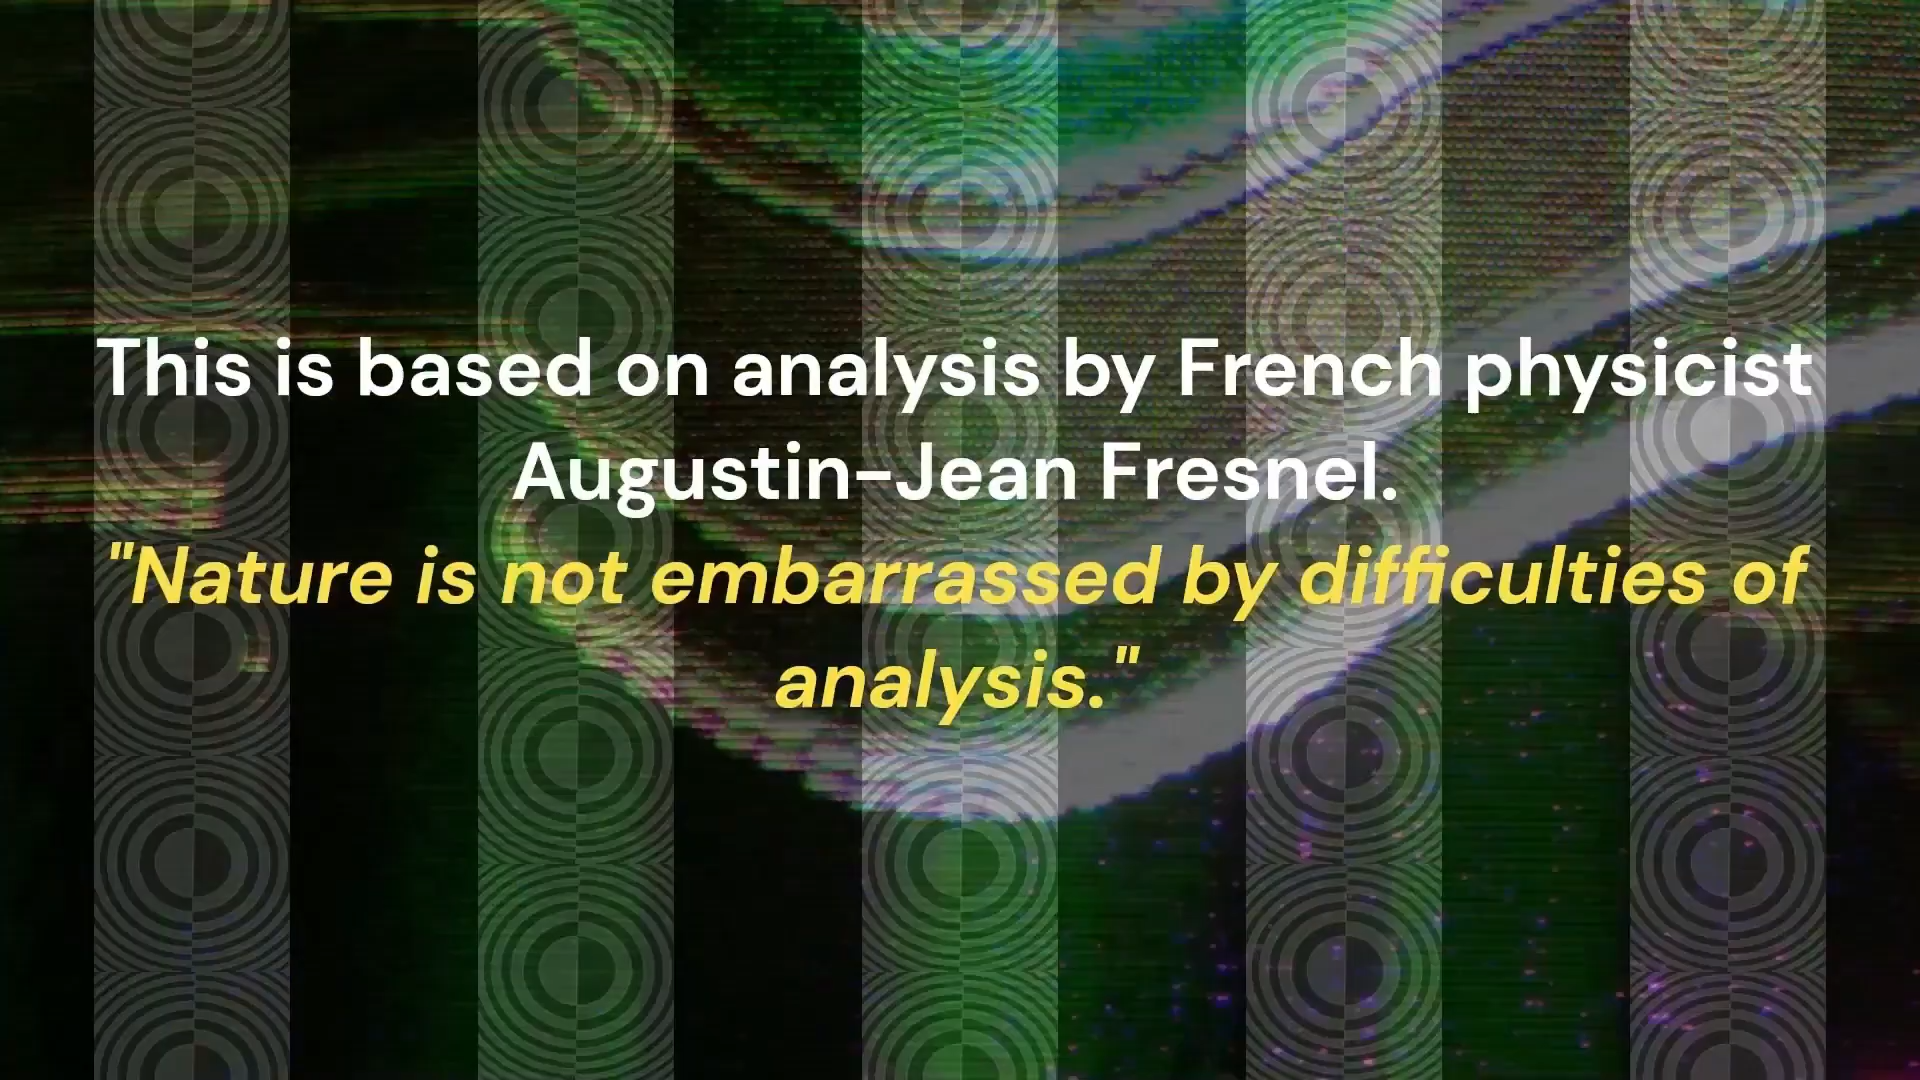 This is based on analysis by French physicist
Augustin-Jean Fresnel.
"Nature is not embarrassed by difficulties of
analysis."